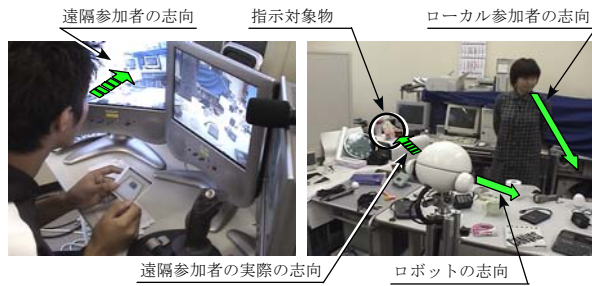 遠隔参加者の志向
指示対象物
ローカル参加者の志向
遠隔参加者の実際の志向
ロボットの志向